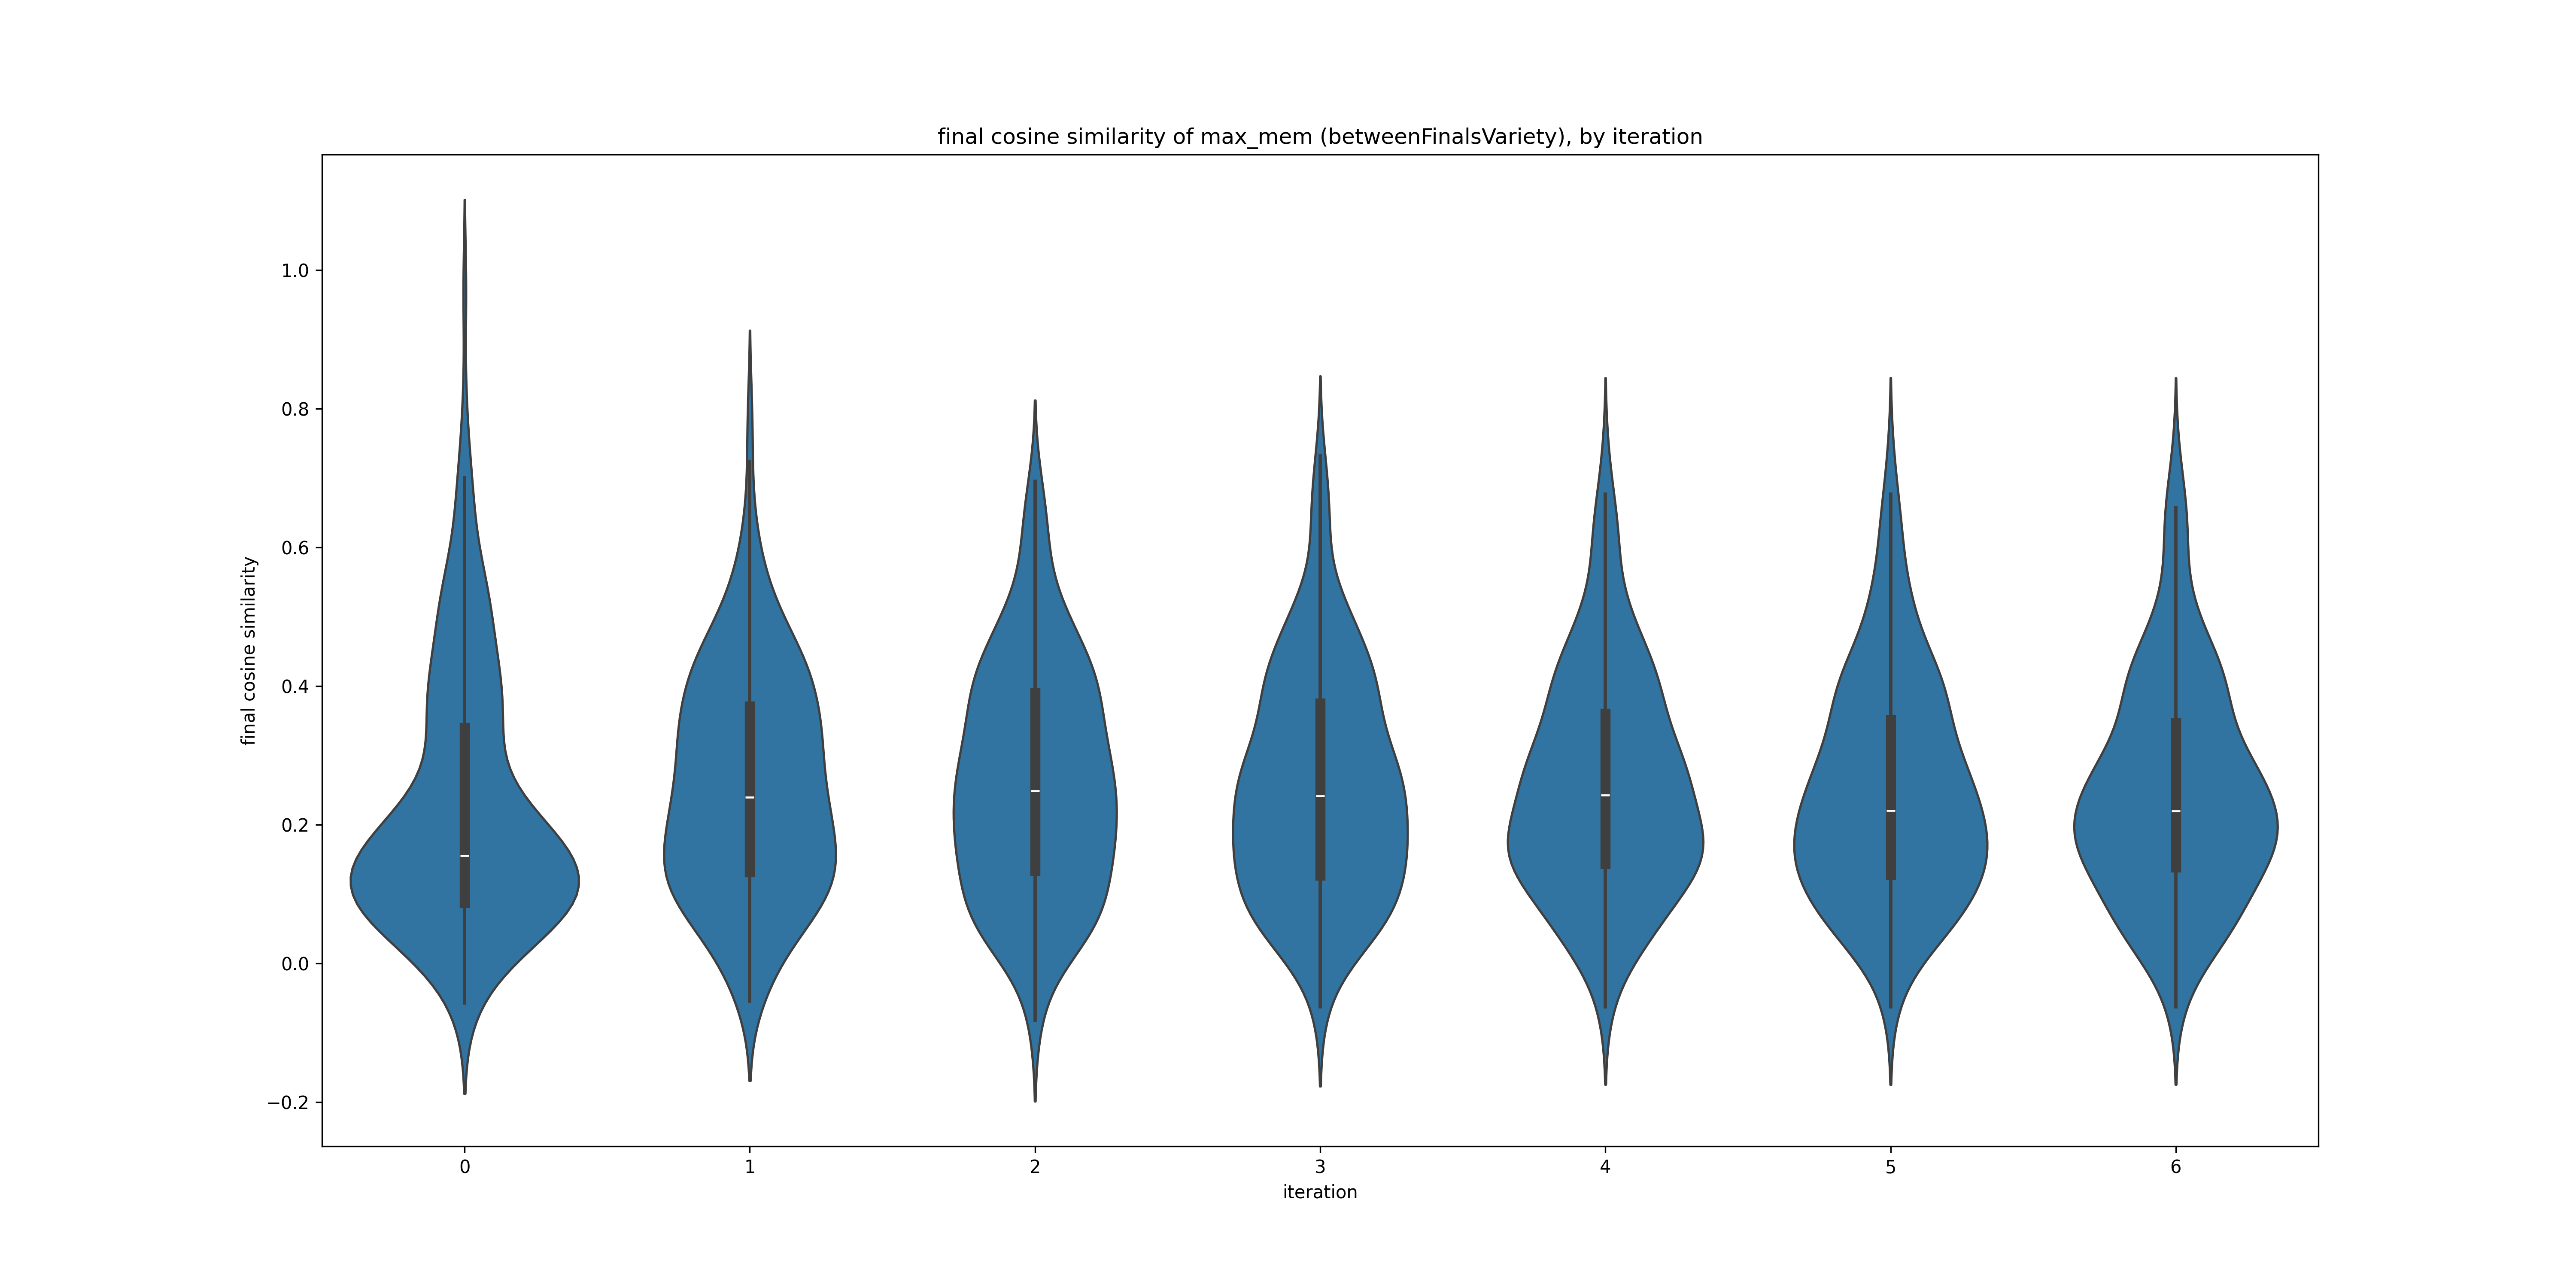 final cosine similarity of max_mem (betweenFinalsVariety), by iteration
final cosine similarity
1.0
0.8
0.6
0.4
0.2
0.0
−0.2
0 1 2 3 4 5 6
iteration